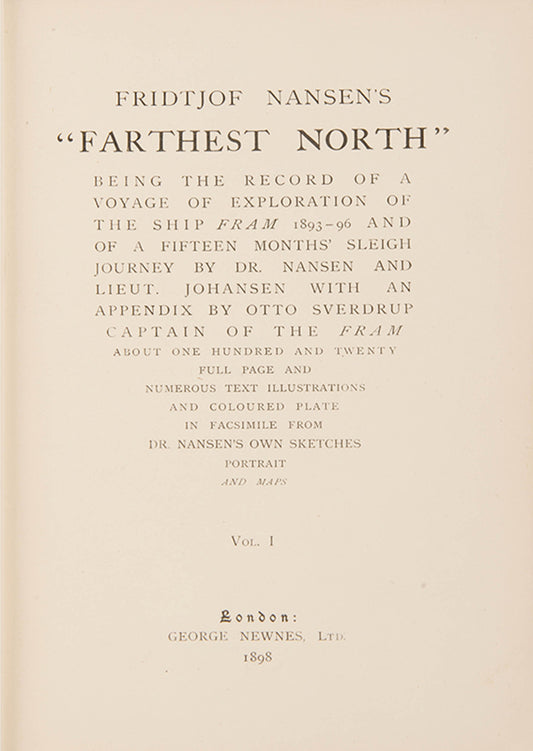 FRIDTJOF NANSEN'S
“FARTHEST NORTH”
BEING THE RECORD OF A
VOYAGE OF EXPLORATION OF
THE SHIP FRAM 1893–96 AND
OF A FIFTEEN MONTHS' SLEIGH
JOURNEY BY DR. NANSEN AND
LIEUT. JOHANSEN WITH AN
APPENDIX BY OTTO SVERDRUP
CAPTAIN OF THE FRAM
ABOUT ONE HUNDRED AND TWENTY
FULL PAGE AND
NUMEROUS TEXT ILLUSTRATIONS
AND COLOURED PLATE
IN FACSIMILE FROM
DR. NANSEN'S OWN SKETCHES
PORTRAIT
AND MAPS
VOL. I
London:
GEORGE NEWNES, LTD.
1898